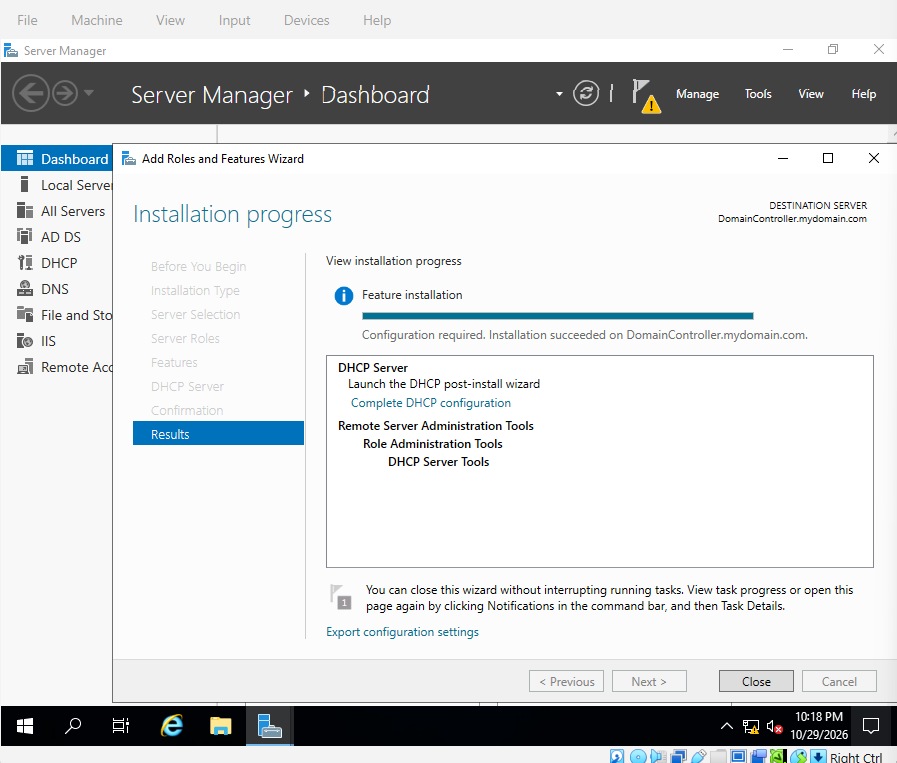 File Machine View Input Devices Help
Server Manager
Server Manager Dashboard
Manage Tools View Help
Dashboard
Local Server
All Servers
AD DS
DHCP
DNS
File and Sto
IIS
Remote Acc
Add Roles and Features Wizard
Installation progress
DESTINATION SERVER
DomainController.mydomain.com
Before You Begin
Installation Type
Server Selection
Server Roles
Features
DHCP Server
Confirmation
Results
View installation progress
Feature installation
Configuration required. Installation succeeded on DomainController.mydomain.com.
DHCP Server
Launch the DHCP post-install wizard
Complete DHCP configuration
Remote Server Administration Tools
Role Administration Tools
DHCP Server Tools
1
You can close this wizard without interrupting running tasks. View task progress or open this
page again by clicking Notifications in the command bar, and then Task Details.
Export configuration settings
< Previous Next > Close Cancel
10:18 PM
10/29/2026
Right Ctrl